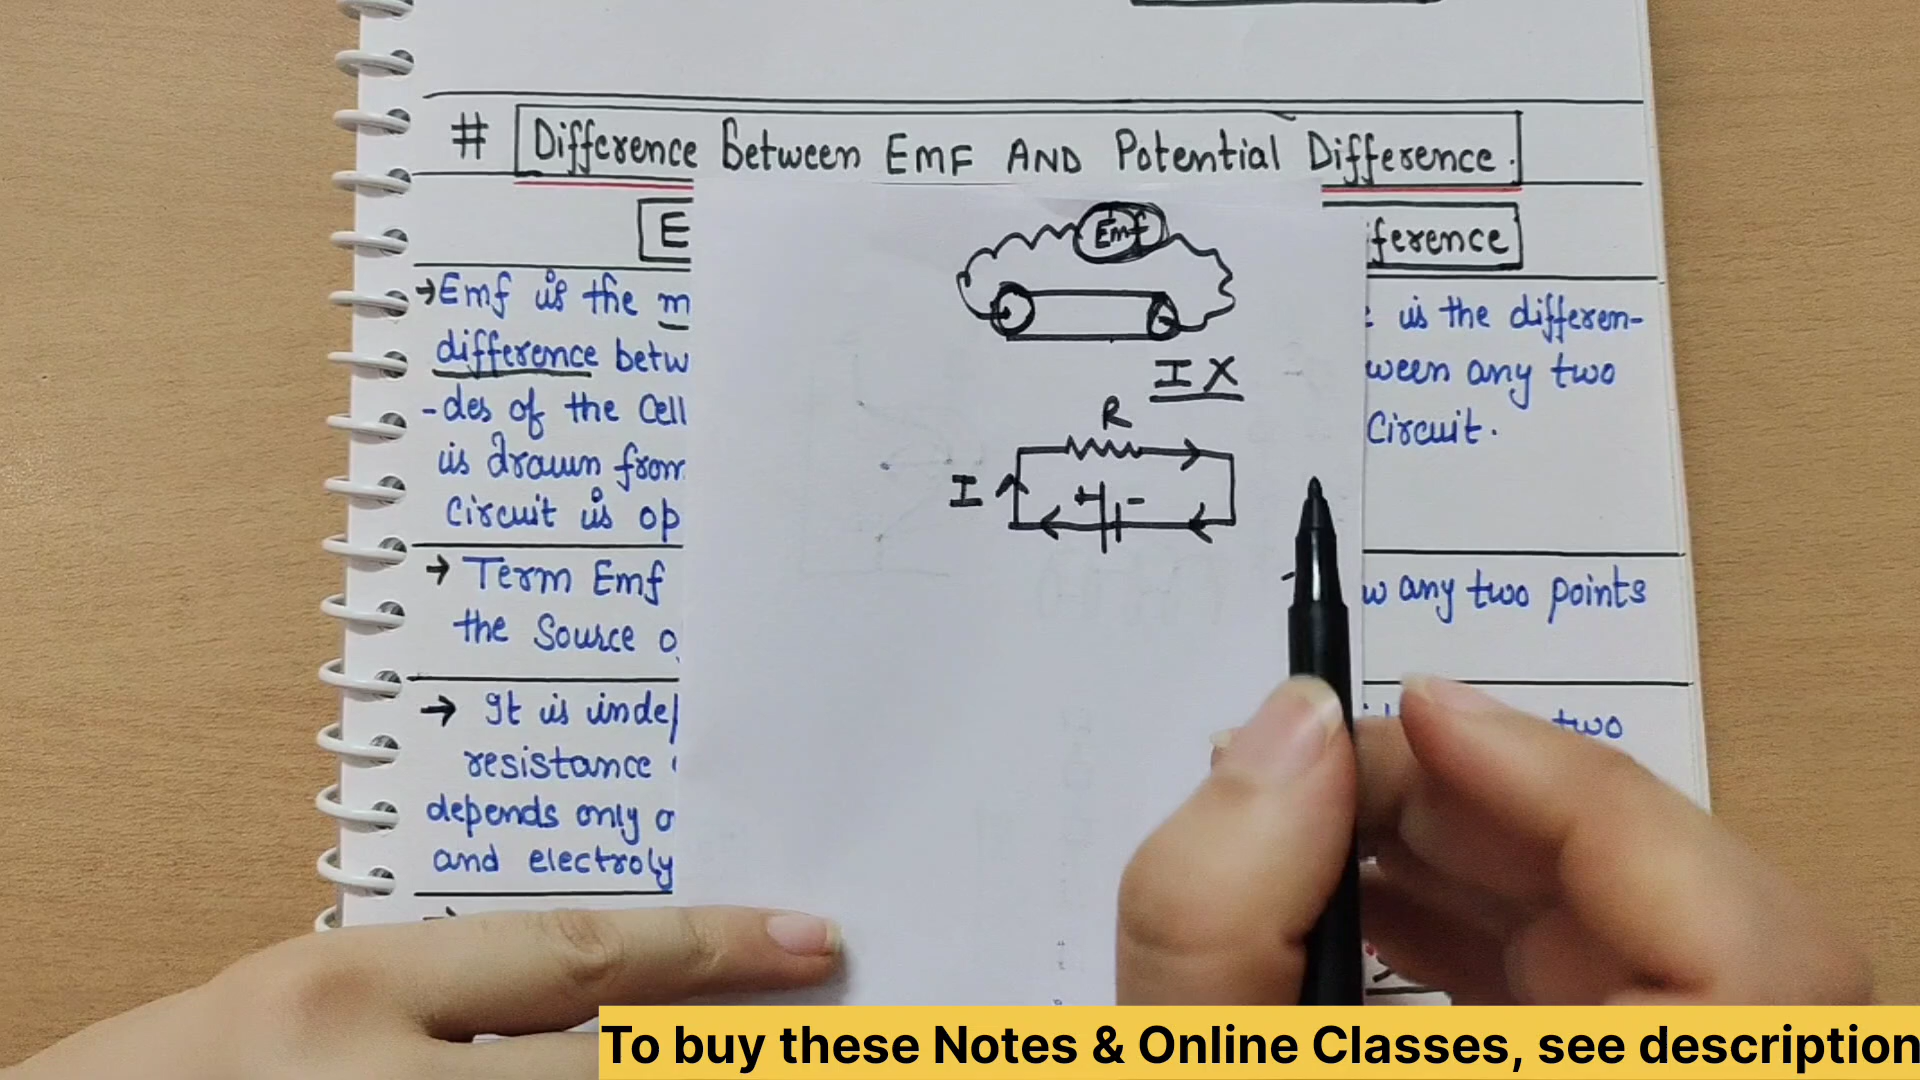 # Difference between EMF AND Potential Difference.
E
ference
→ Emf is the m
difference betw
-des of the Cell
is drawn from
Circuit is op
is the differen-
ween any two
Circuit.
→ Term Emf
the Source o
w any two points
→ It is indep
resistance
depends only o
and electroly
two
Emf
I X
R
I
+ -
To buy these Notes & Online Classes, see description